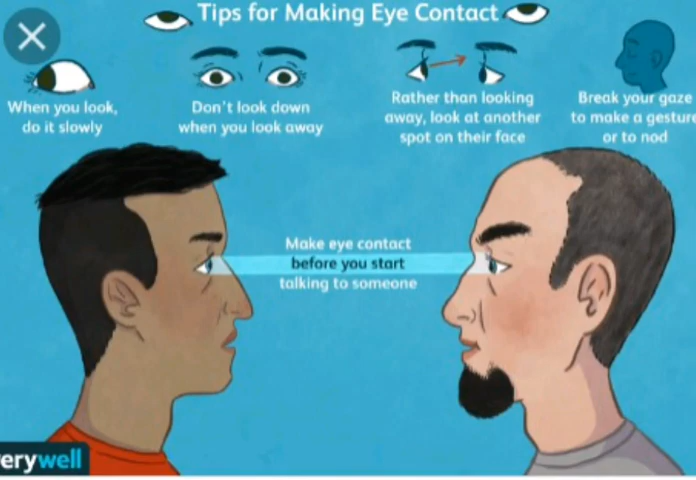 Tips for Making Eye Contact
When you look,
do it slowly
Don't look down
when you look away
Rather than looking
away, look at another
spot on their face
Break your gaze
to make a gesture
or to nod
Make eye contact
before you start
talking to someone
erywell